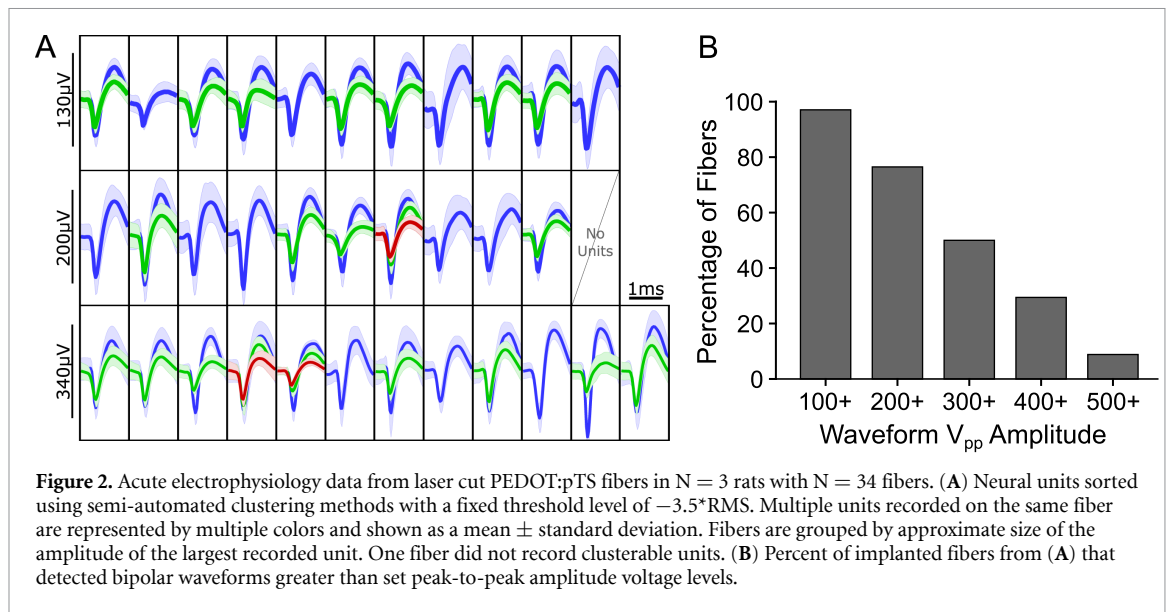 A
130µV
200µV
No
Units
1ms
340µV
B
Percentage of Fibers
100
80
60
40
20
0
100+ 200+ 300+ 400+ 500+
Waveform Vpp Amplitude
Figure 2. Acute electrophysiology data from laser cut PEDOT:pTS fibers in N = 3 rats with N = 34 fibers. (A) Neural units sorted
using semi-automated clustering methods with a fixed threshold level of −3.5*RMS. Multiple units recorded on the same fiber
are represented by multiple colors and shown as a mean ± standard deviation. Fibers are grouped by approximate size of the
amplitude of the largest recorded unit. One fiber did not record clusterable units. (B) Percent of implanted fibers from (A) that
detected bipolar waveforms greater than set peak-to-peak amplitude voltage levels.